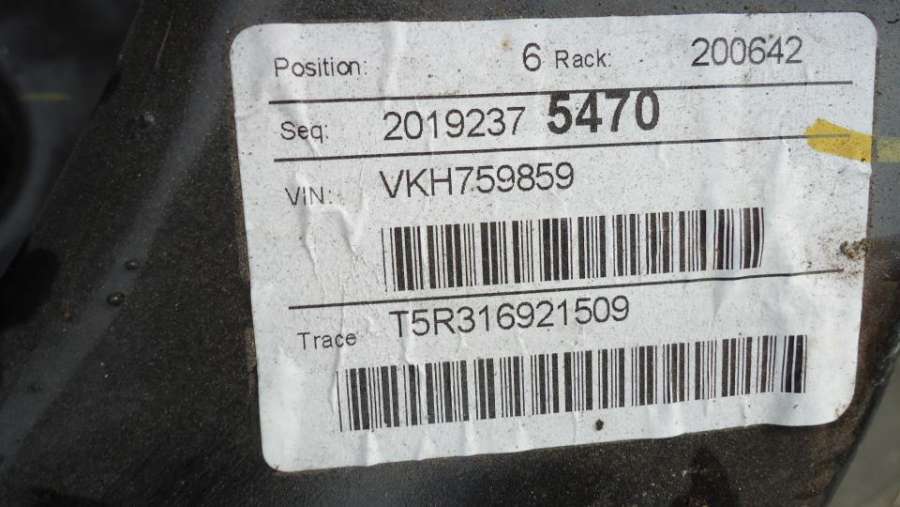 Position: 6 Rack: 200642
Seq: 2019237 5470
VIN: VKH759859
Trace T5R316921509